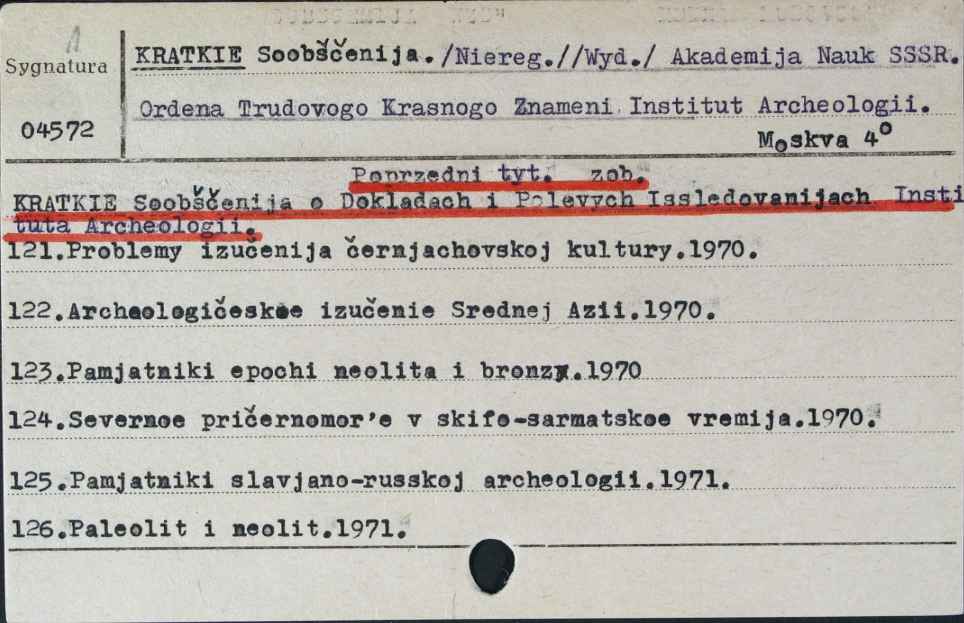 Sygnatura
04572
KRATKIE Soobščenija./Niereg.//Wyd./ Akademija Nauk SSSR.
Ordena Trudovogo Krasnogo Znameni Institut Archeologii.
Moskva 4°
Poprzedni tyt. zob.
KRATKIE Soobščenija o Dokladach i Polevych Issledovanijach Insti
tuta Archeologii.
121.Problemy izučenija černjachovskoj kultury.1970.
122.Archeologičeskoe izučenie Srednej Azii.1970.
123.Pamjatniki epochi neolita i bronzy.1970
124.Severnoe pričernomor'e v skifo-sarmatskoe vremija.1970.
125.Pamjatniki slavjano-russkoj archeologii.1971.
126.Paleolit i neolit.1971.